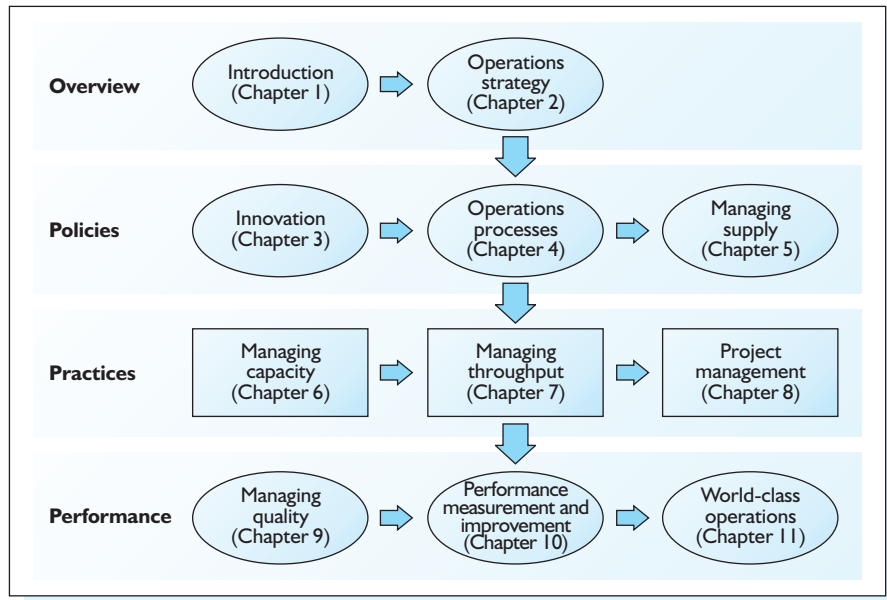 Overview
Introduction
(Chapter 1)
Operations
strategy
(Chapter 2)
Policies
Innovation
(Chapter 3)
Operations
processes
(Chapter 4)
Managing
supply
(Chapter 5)
Practices
Managing
capacity
(Chapter 6)
Managing
throughput
(Chapter 7)
Project
management
(Chapter 8)
Performance
Managing
quality
(Chapter 9)
Performance
measurement and
improvement
(Chapter 10)
World-class
operations
(Chapter 11)